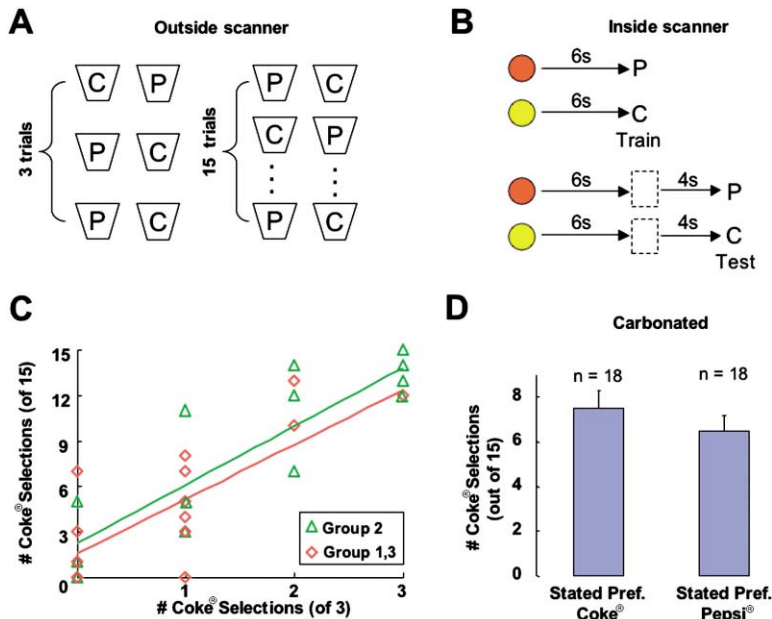 A
Outside scanner
3 trials
C P
P C
P C
15 trials
P C
C P
P C
B
Inside scanner
6s
P
6s
C
Train
6s
4s
P
6s
4s
C
Test
C
# Coke® Selections (of 15)
15
12
9
6
3
0
1
2
3
# Coke® Selections (of 3)
Group 2
Group 1,3
D
Carbonated
# Coke® Selections
(out of 15)
8
6
4
2
0
n = 18
n = 18
Stated Pref.
Coke®
Stated Pref.
Pepsi®